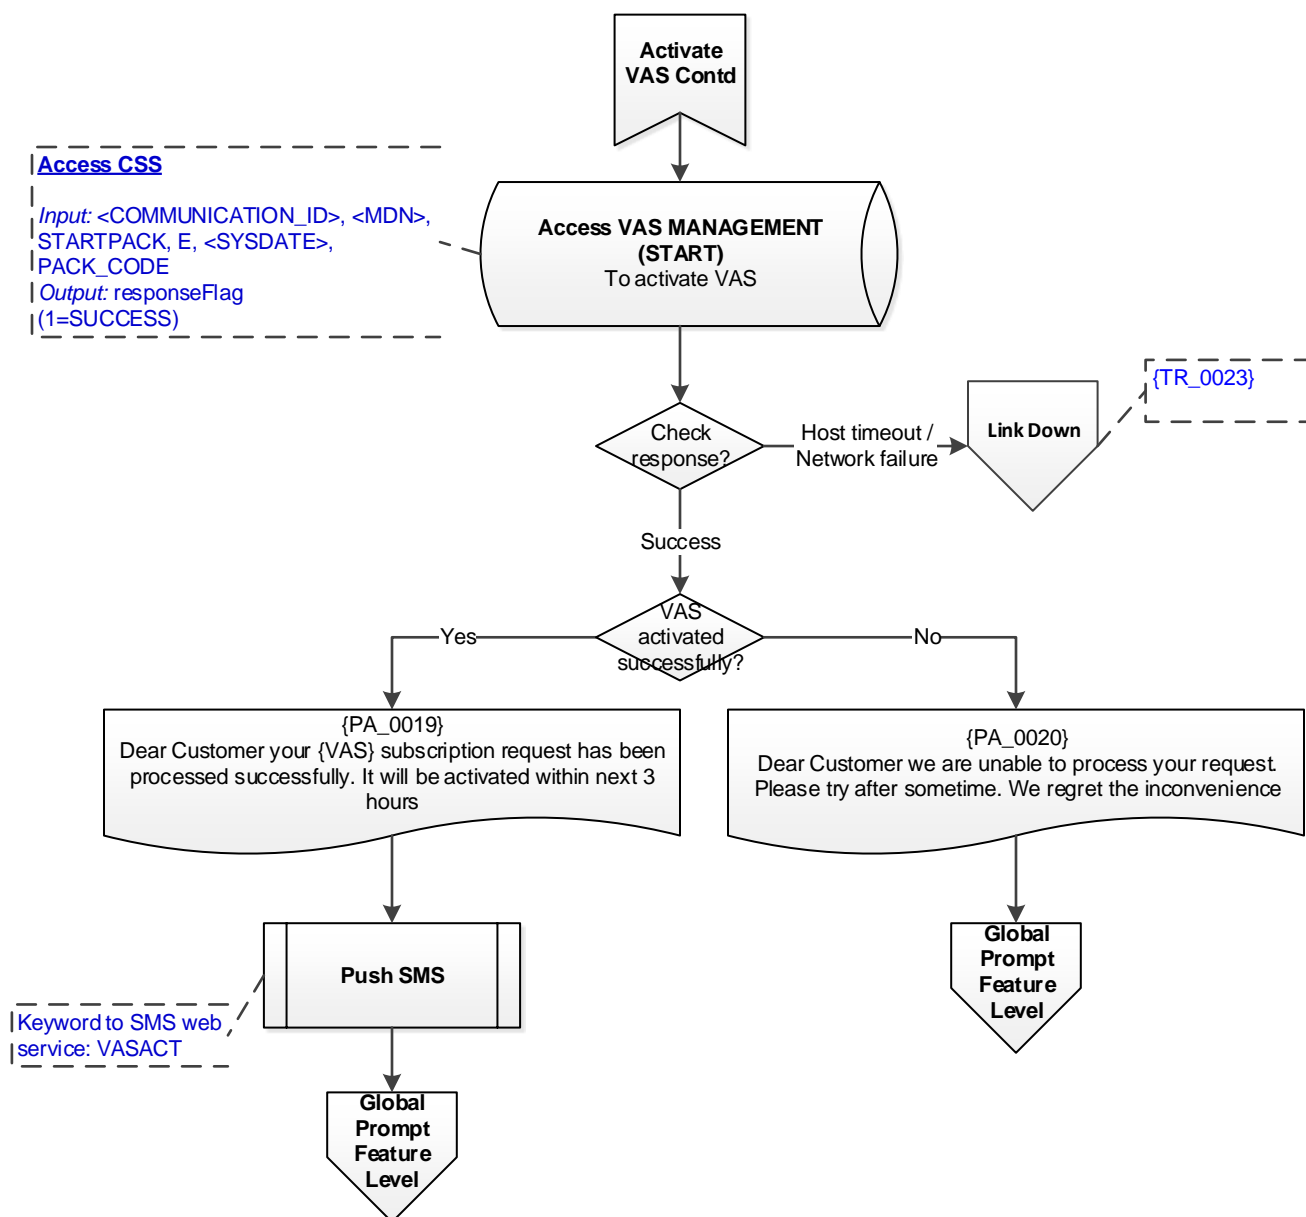 Activate
VAS Contd
Access CSS
Input: <COMMUNICATION_ID>, <MDN>,
STARTPACK, E, <SYSDATE>,
PACK_CODE
Output: responseFlag
(1=SUCCESS)
Access VAS MANAGEMENT
(START)
To activate VAS
{TR_0023}
Check
response?
Host timeout /
Network failure
Link Down
Success
VAS
activated
successfully?
Yes
No
{PA_0019}
Dear Customer your {VAS} subscription request has been
processed successfully. It will be activated within next 3
hours
{PA_0020}
Dear Customer we are unable to process your request.
Please try after sometime. We regret the inconvenience
Push SMS
Global
Prompt
Feature
Level
Keyword to SMS web
service: VASACT
Global
Prompt
Feature
Level